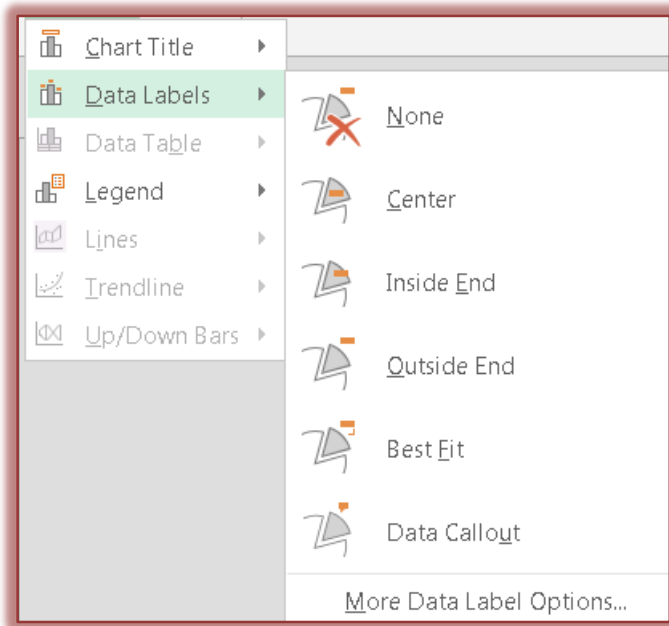 Chart Title
Data Labels
Data Table
Legend
Lines
Trendline
Up/Down Bars
None
Center
Inside End
Outside End
Best Fit
Data Callout
More Data Label Options...